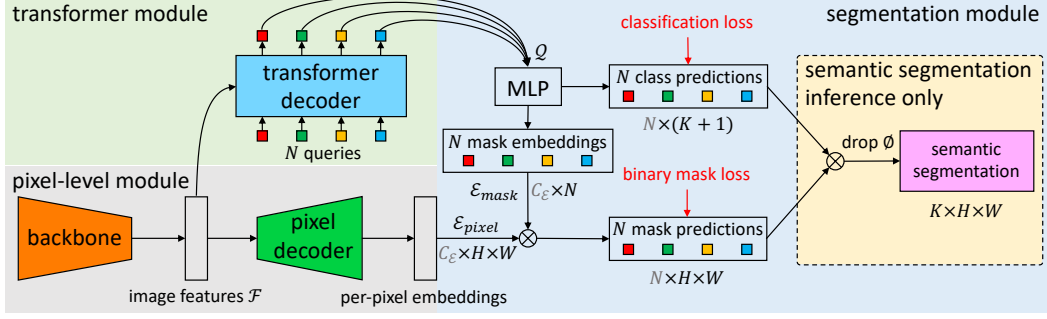 transformer module
segmentation module
transformer
decoder
N queries
𝒬
MLP
N mask embeddings
ℰmask
Cℰ×N
classification loss
N class predictions
N×(K + 1)
binary mask loss
N mask predictions
N×H×W
semantic segmentation
inference only
drop ∅
semantic
segmentation
K×H×W
pixel-level module
backbone
image features ℱ
pixel
decoder
per-pixel embeddings
ℰpixel
Cℰ×H×W